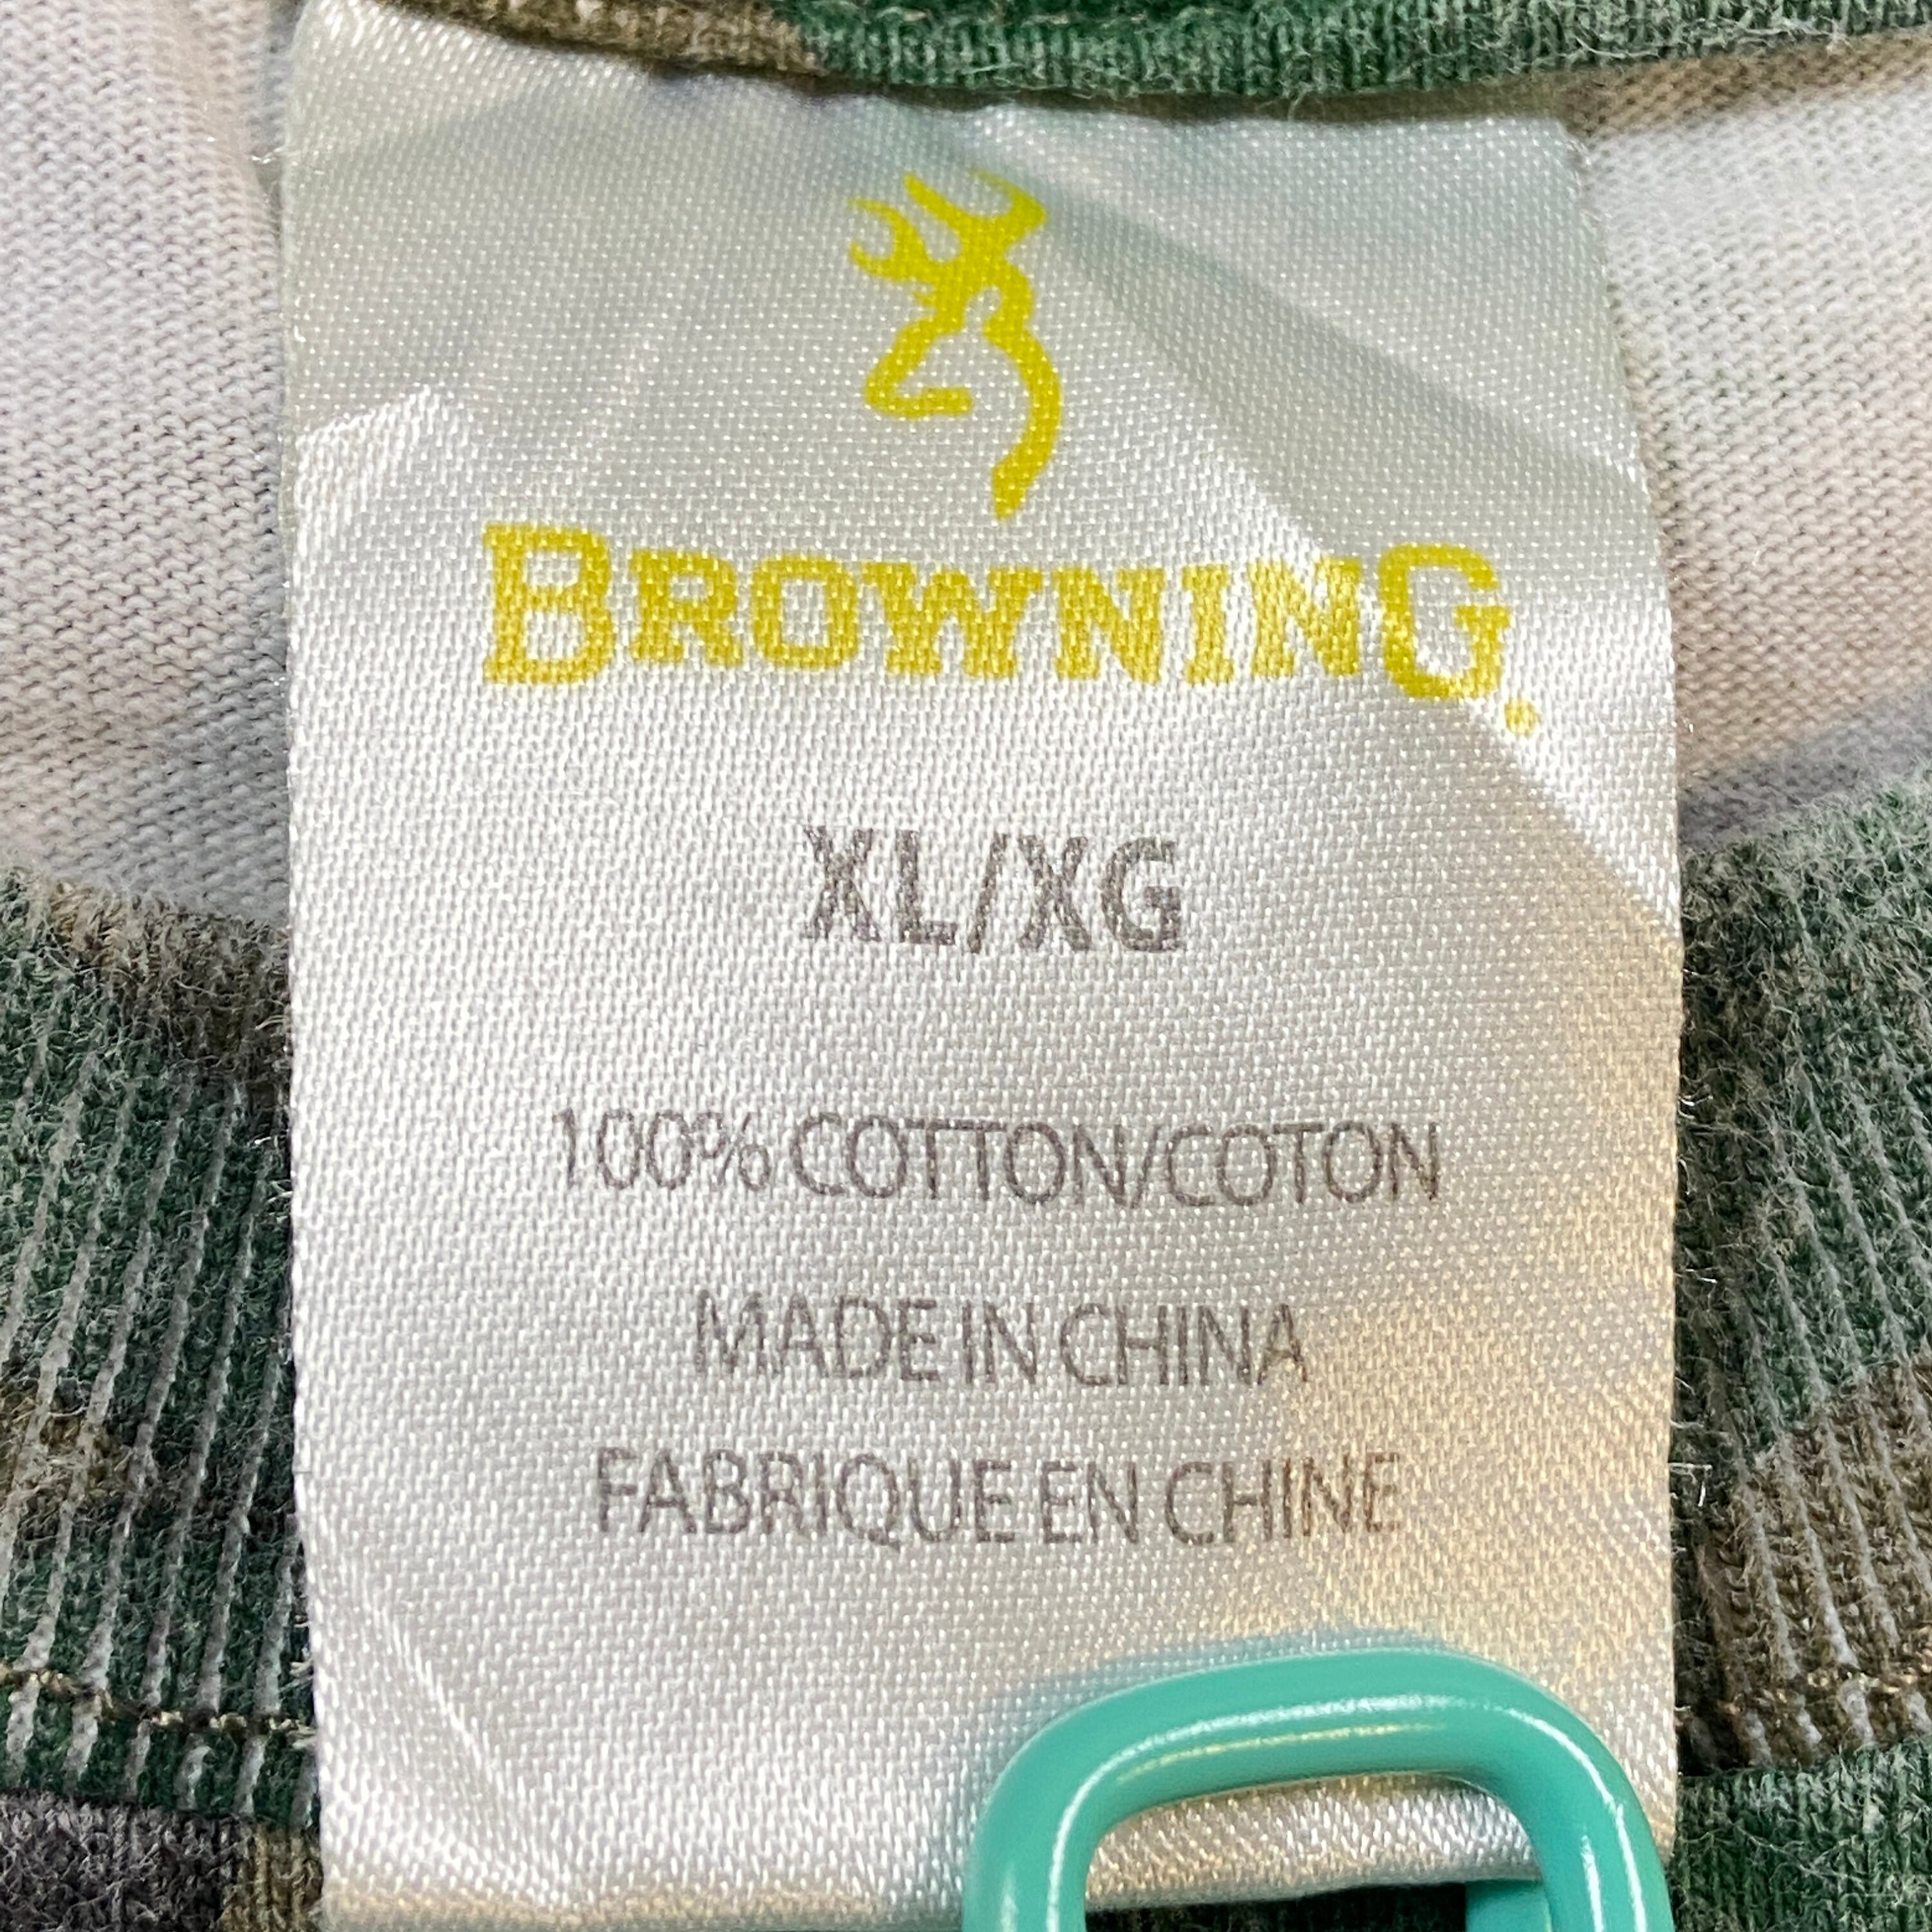 BROWNING®
XL/XG
100% COTTON/COTON
MADE IN CHINA
FABRIQUE EN CHINE